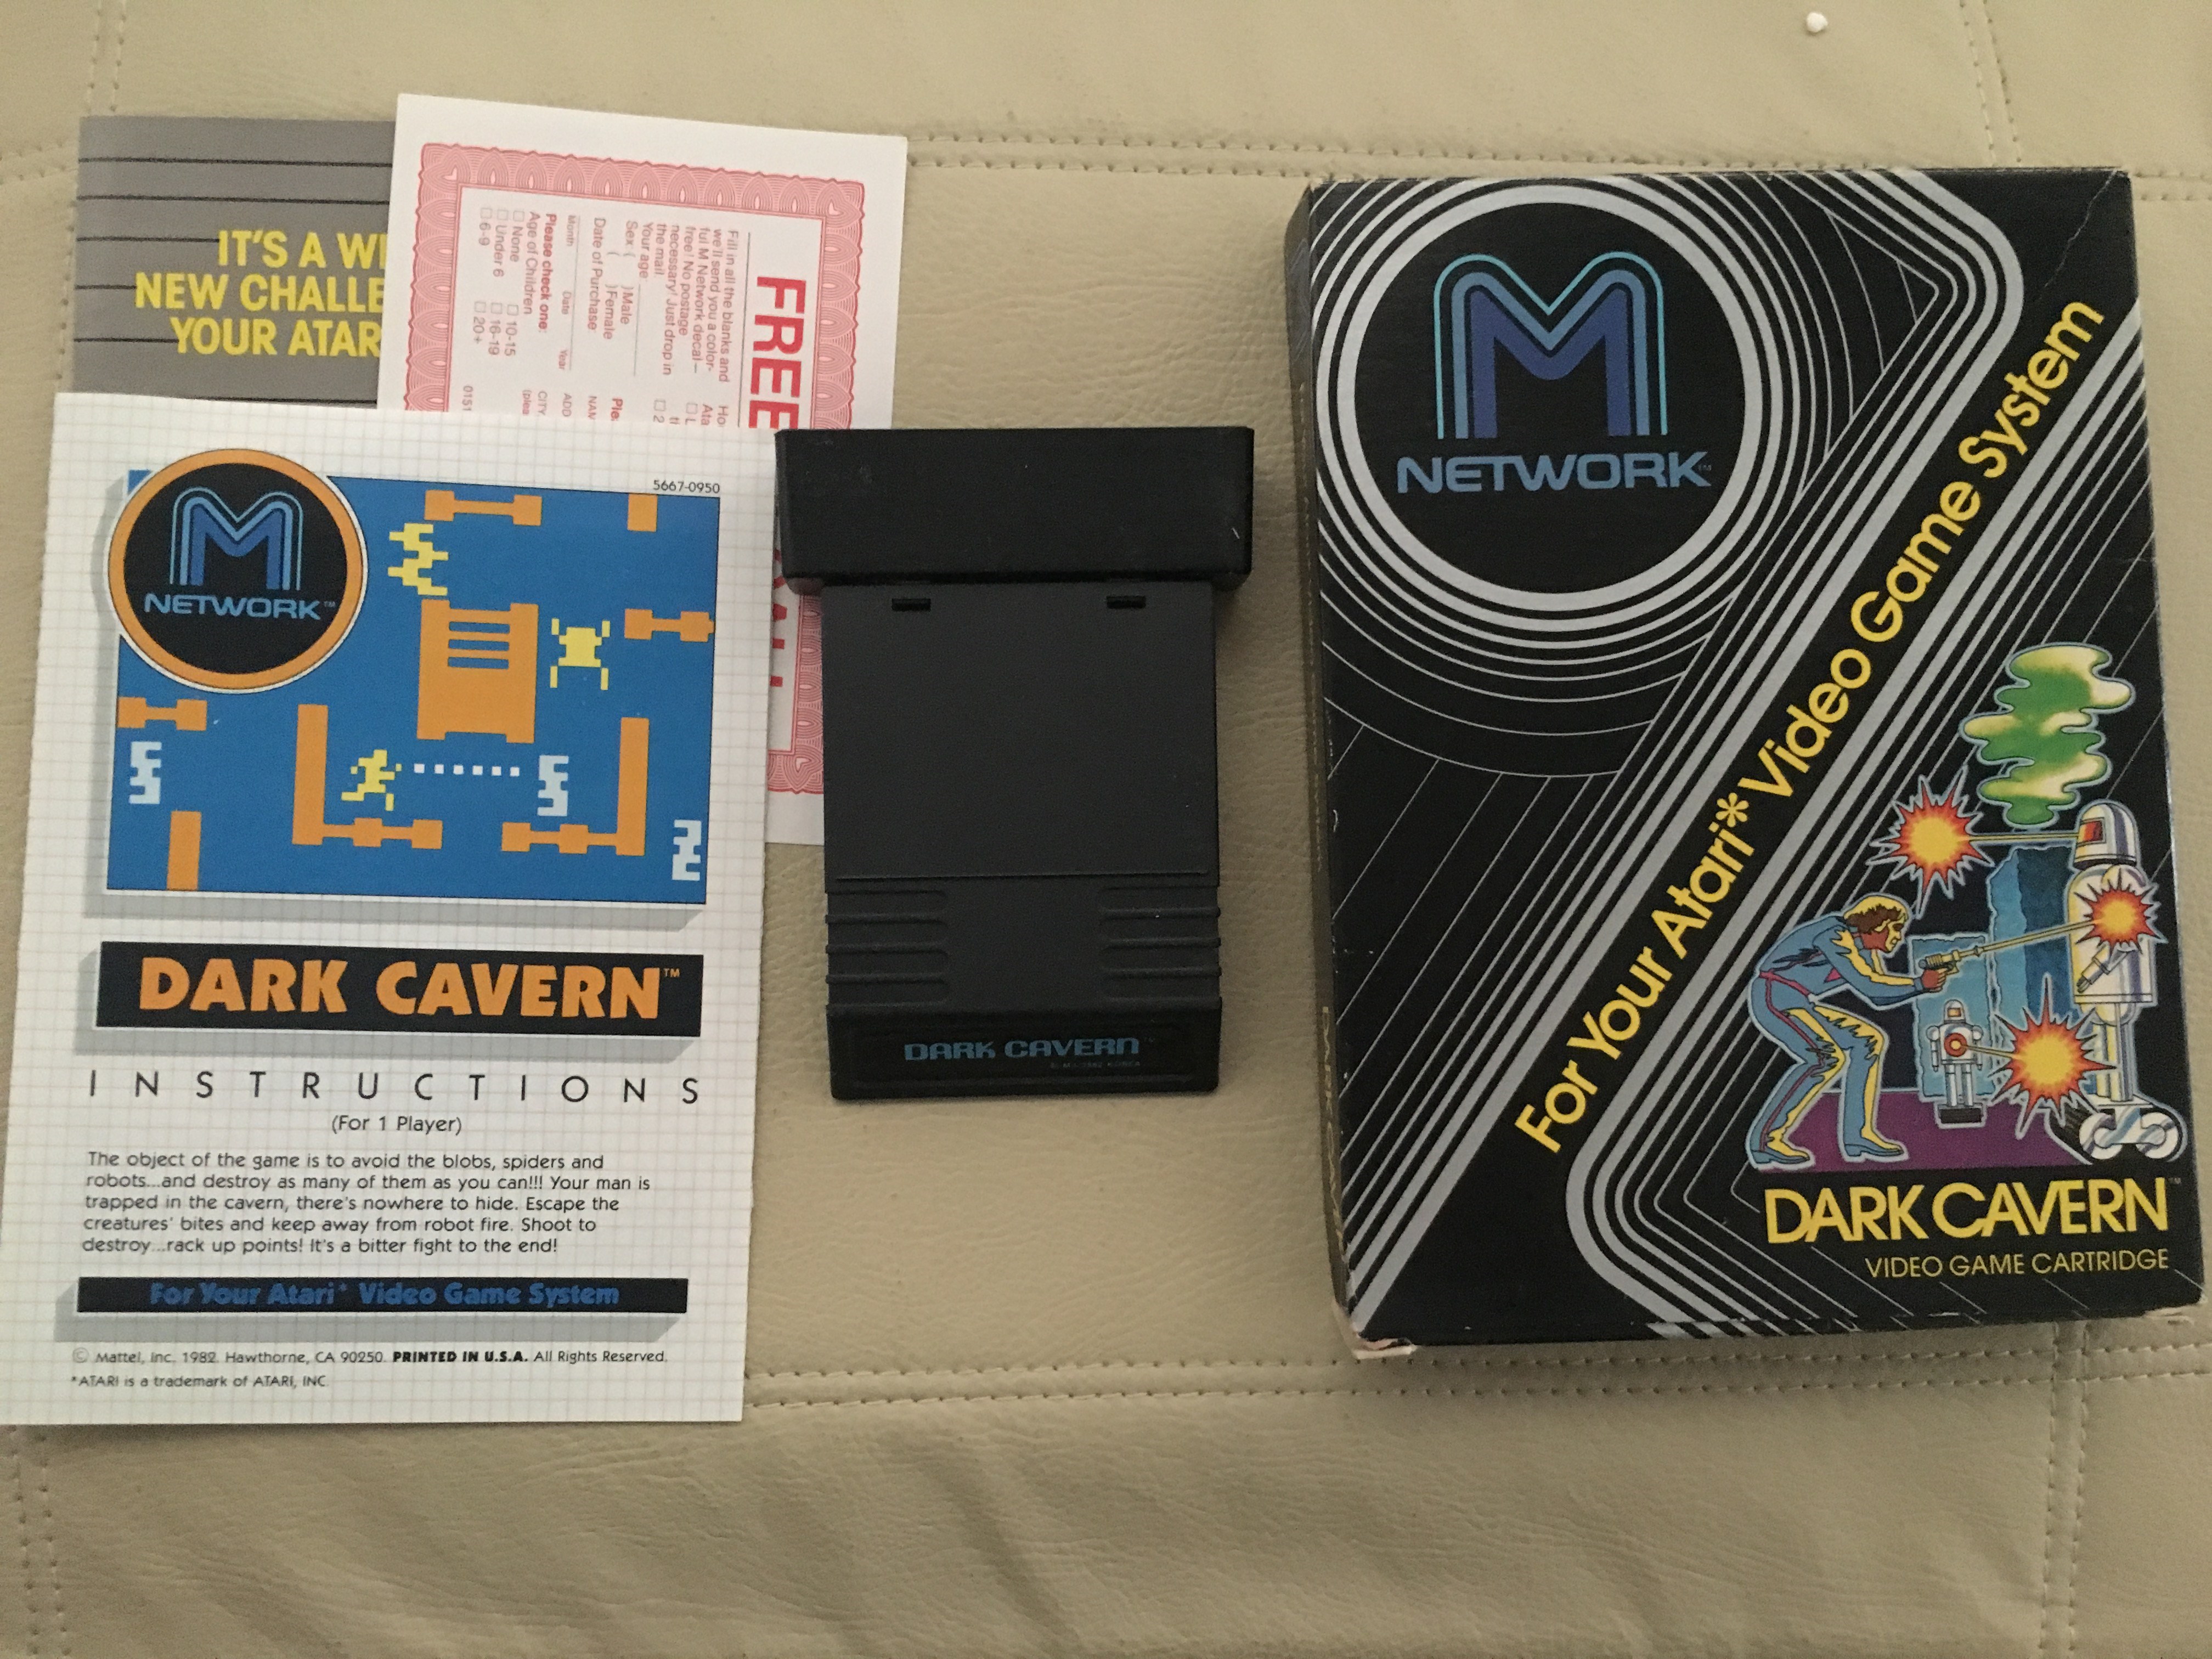 IT'S A WI
NEW CHALLE
YOUR ATAR
FREE
Fill in all the blanks and
we'll send you a color-
ful M Network decal—
free! No postage
necessary! Just drop in
the mail.
Your age:
Sex: ( ) Male
( ) Female
Date of Purchase:
Month Date Year
Please check one:
Age of Children
☐ None ☐ 10-15
☐ Under 6 ☐ 16-19
☐ 6-9 ☐ 20+
0151
M
NETWORK™
5667-0950
DARK CAVERN™
INSTRUCTIONS
(For 1 Player)
The object of the game is to avoid the blobs, spiders and
robots...and destroy as many of them as you can!!! Your man is
trapped in the cavern, there's nowhere to hide. Escape the
creatures' bites and keep away from robot fire. Shoot to
destroy...rack up points! It's a bitter fight to the end!
For Your Atari* Video Game System
© Mattel, Inc. 1982. Hawthorne, CA 90250. PRINTED IN U.S.A. All Rights Reserved.
*ATARI is a trademark of ATARI, INC.
DARK CAVERN™
M
NETWORK™
For Your Atari* Video Game System
DARK CAVERN™
VIDEO GAME CARTRIDGE